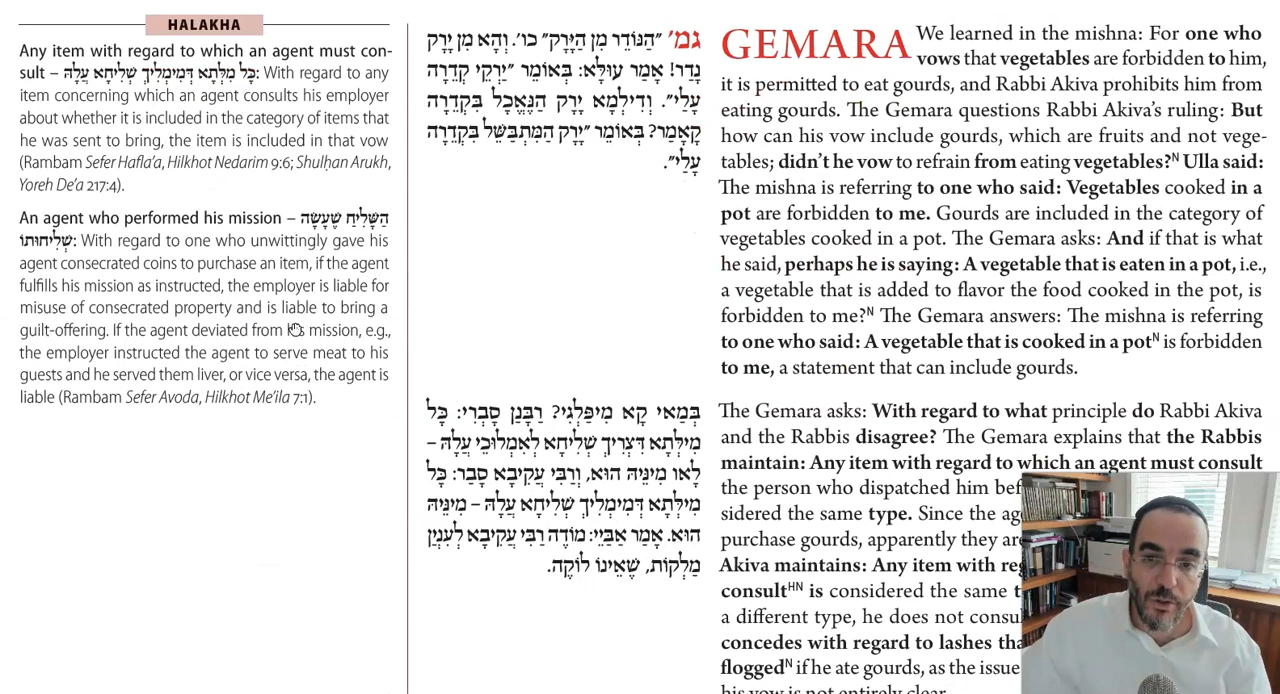 HALAKHA
Any item with regard to which an agent must con-
sult – כָּל מִלְּתָא דְּמִימְלִיךְ שְׁלִיחָא עֲלָהּ: With regard to any
item concerning which an agent consults his employer
about whether it is included in the category of items that
he was sent to bring, the item is included in that vow
(Rambam Sefer Hafla'a, Hilkhot Nedarim 9:6; Shulḥan Arukh,
Yoreh De'a 217:4).
An agent who performed his mission – הַשָּׁלִיחַ שֶׁעָשָׂה
שְׁלִיחוּתוֹ: With regard to one who unwittingly gave his
agent consecrated coins to purchase an item, if the agent
fulfills his mission as instructed, the employer is liable for
misuse of consecrated property and is liable to bring a
guilt-offering. If the agent deviated from mission, e.g.,
the employer instructed the agent to serve meat to his
guests and he served them liver, or vice versa, the agent is
liable (Rambam Sefer Avoda, Hilkhot Me'ila 7:1).
גמ׳ ״הַנּוֹדֵר מִן הַיָּרָק״ כו׳. וְהָא מִן יָרָק
נָדַר! אָמַר עוּלָּא: בְּאוֹמֵר ״יַרְקֵי קְדֵרָה
עָלַי״. וְדִילְמָא יָרָק הַנֶּאֱכָל בִּקְדֵרָה
קָאָמַר? בְּאוֹמֵר ״יָרָק הַמִּתְבַּשֵּׁל בִּקְדֵרָה
עָלַי״.
בְּמַאי קָא מִיפַּלְגִי? רַבָּנַן סָבְרִי: כׇּל
מִילְּתָא דִּצְרִיךְ שְׁלִיחָא לְאִמְּלוֹכֵי עֲלָהּ –
לָאו מִינֵיהּ הוּא, וְרַבִּי עֲקִיבָא סָבַר: כׇּל
מִילְּתָא דְּמִימְלִיךְ שְׁלִיחָא עֲלָהּ – מִינֵּיהּ
הוּא. אָמַר אַבָּיֵי: מוֹדֶה רַבִּי עֲקִיבָא לְעִנְיַן
מַלְקוֹת, שֶׁאֵינוֹ לוֹקֶה.
GEMARA We learned in the mishna: For one who
vows that vegetables are forbidden to him,
it is permitted to eat gourds, and Rabbi Akiva prohibits him from
eating gourds. The Gemara questions Rabbi Akiva's ruling: But
how can his vow include gourds, which are fruits and not vege-
tables; didn't he vow to refrain from eating vegetables?N Ulla said:
The mishna is referring to one who said: Vegetables cooked in a
pot are forbidden to me. Gourds are included in the category of
vegetables cooked in a pot. The Gemara asks: And if that is what
he said, perhaps he is saying: A vegetable that is eaten in a pot, i.e.,
a vegetable that is added to flavor the food cooked in the pot, is
forbidden to me?N The Gemara answers: The mishna is referring
to one who said: A vegetable that is cooked in a potN is forbidden
to me, a statement that can include gourds.
The Gemara asks: With regard to what principle do Rabbi Akiva
and the Rabbis disagree? The Gemara explains that the Rabbis
maintain: Any item with regard to which an agent must consult
the person who dispatched him bef
sidered the same type. Since the ag
purchase gourds, apparently they ar
Akiva maintains: Any item with re
consultHN is considered the same t
a different type, he does not consu
concedes with regard to lashes tha
floggedN if he ate gourds, as the issue
his vow is not entirely clear.